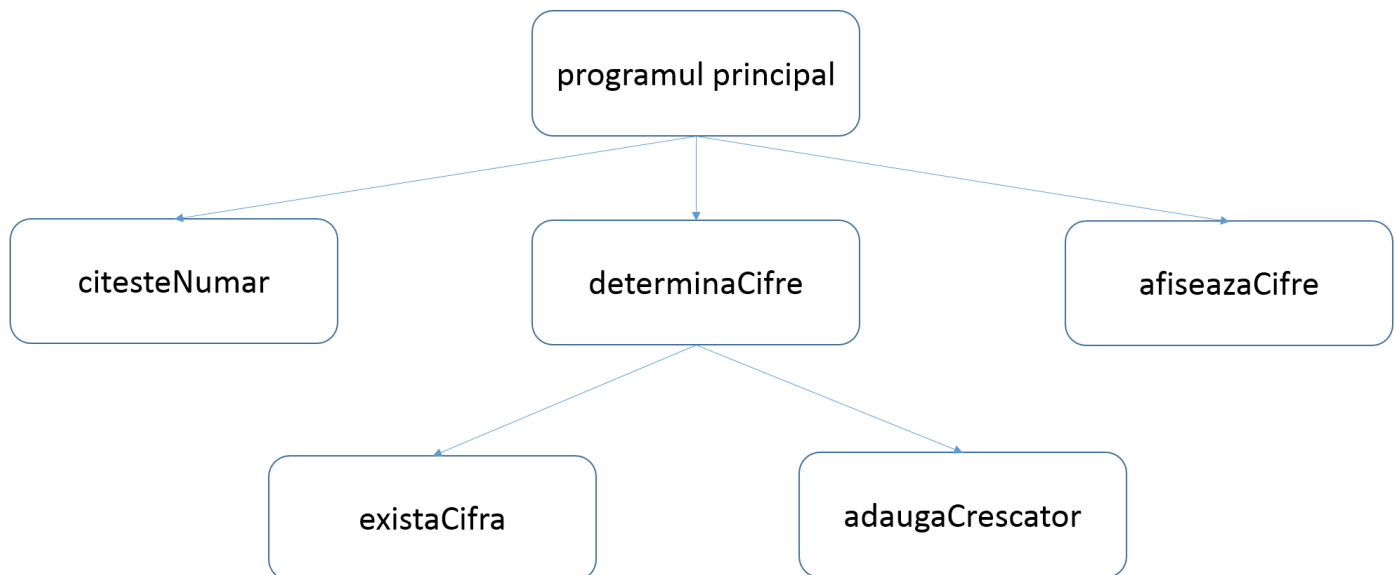 programul principal
citesteNumar
determinaCifre
afiseazaCifre
existaCifra
adaugaCrescator